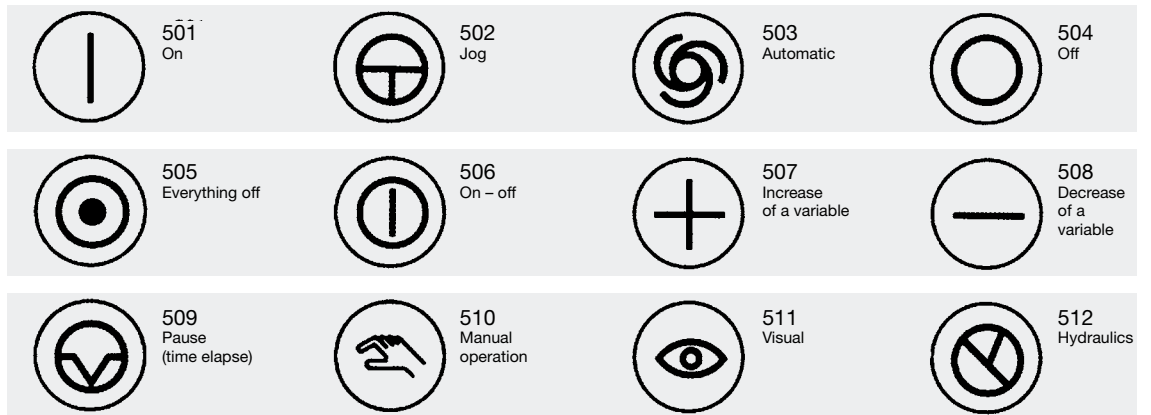 501
On
502
Jog
503
Automatic
504
Off
505
Everything off
506
On – off
507
Increase
of a variable
508
Decrease
of a
variable
509
Pause
(time elapse)
510
Manual
operation
511
Visual
512
Hydraulics